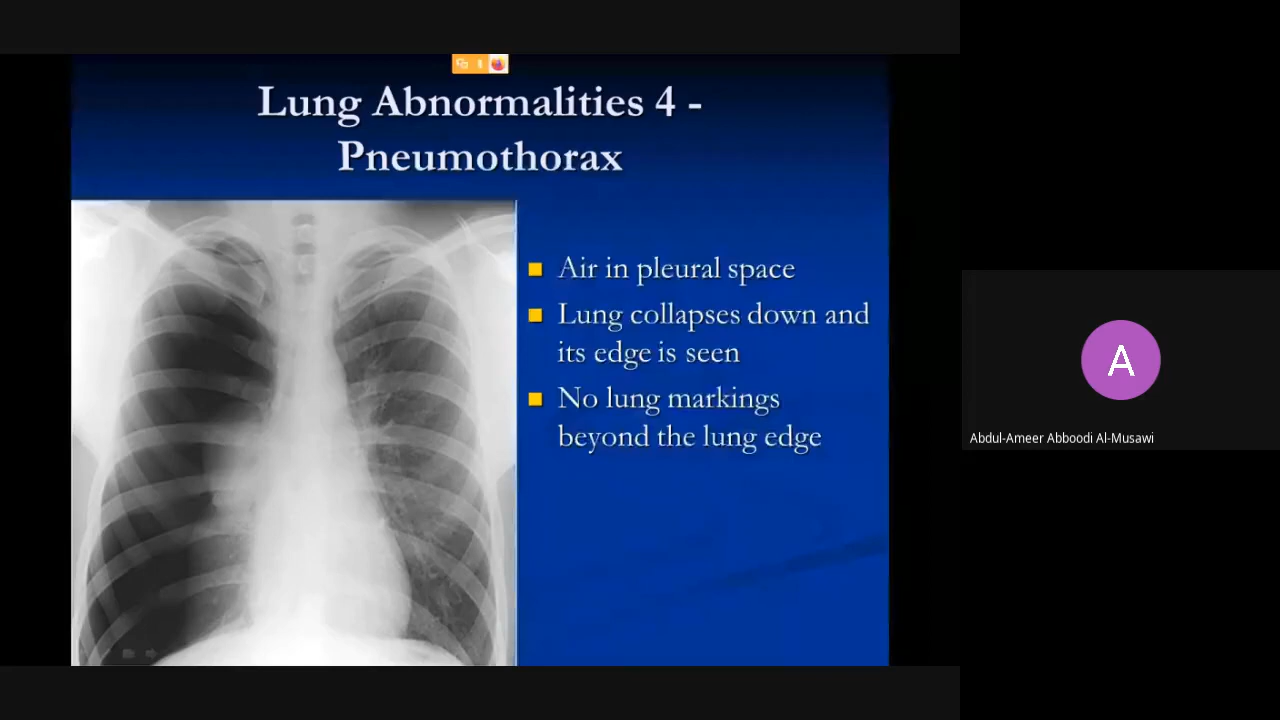 Lung Abnormalities 4 -
Pneumothorax
Air in pleural space
Lung collapses down and
its edge is seen
No lung markings
beyond the lung edge
A
Abdul-Ameer Abboodi Al-Musawi